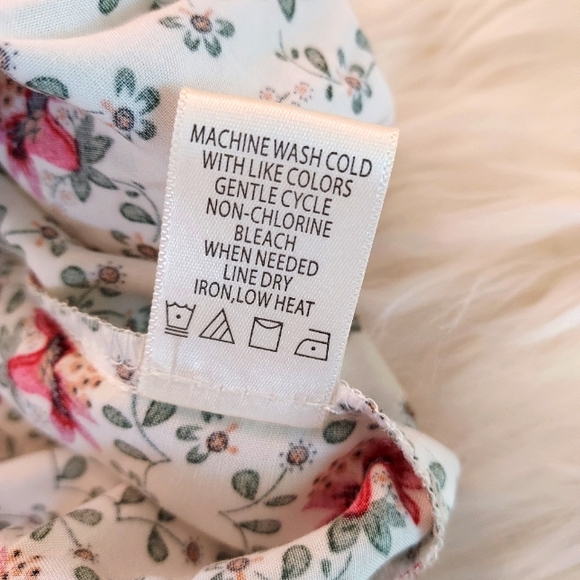 MACHINE WASH COLD
WITH LIKE COLORS
GENTLE CYCLE
NON-CHLORINE
BLEACH
WHEN NEEDED
LINE DRY
IRON,LOW HEAT